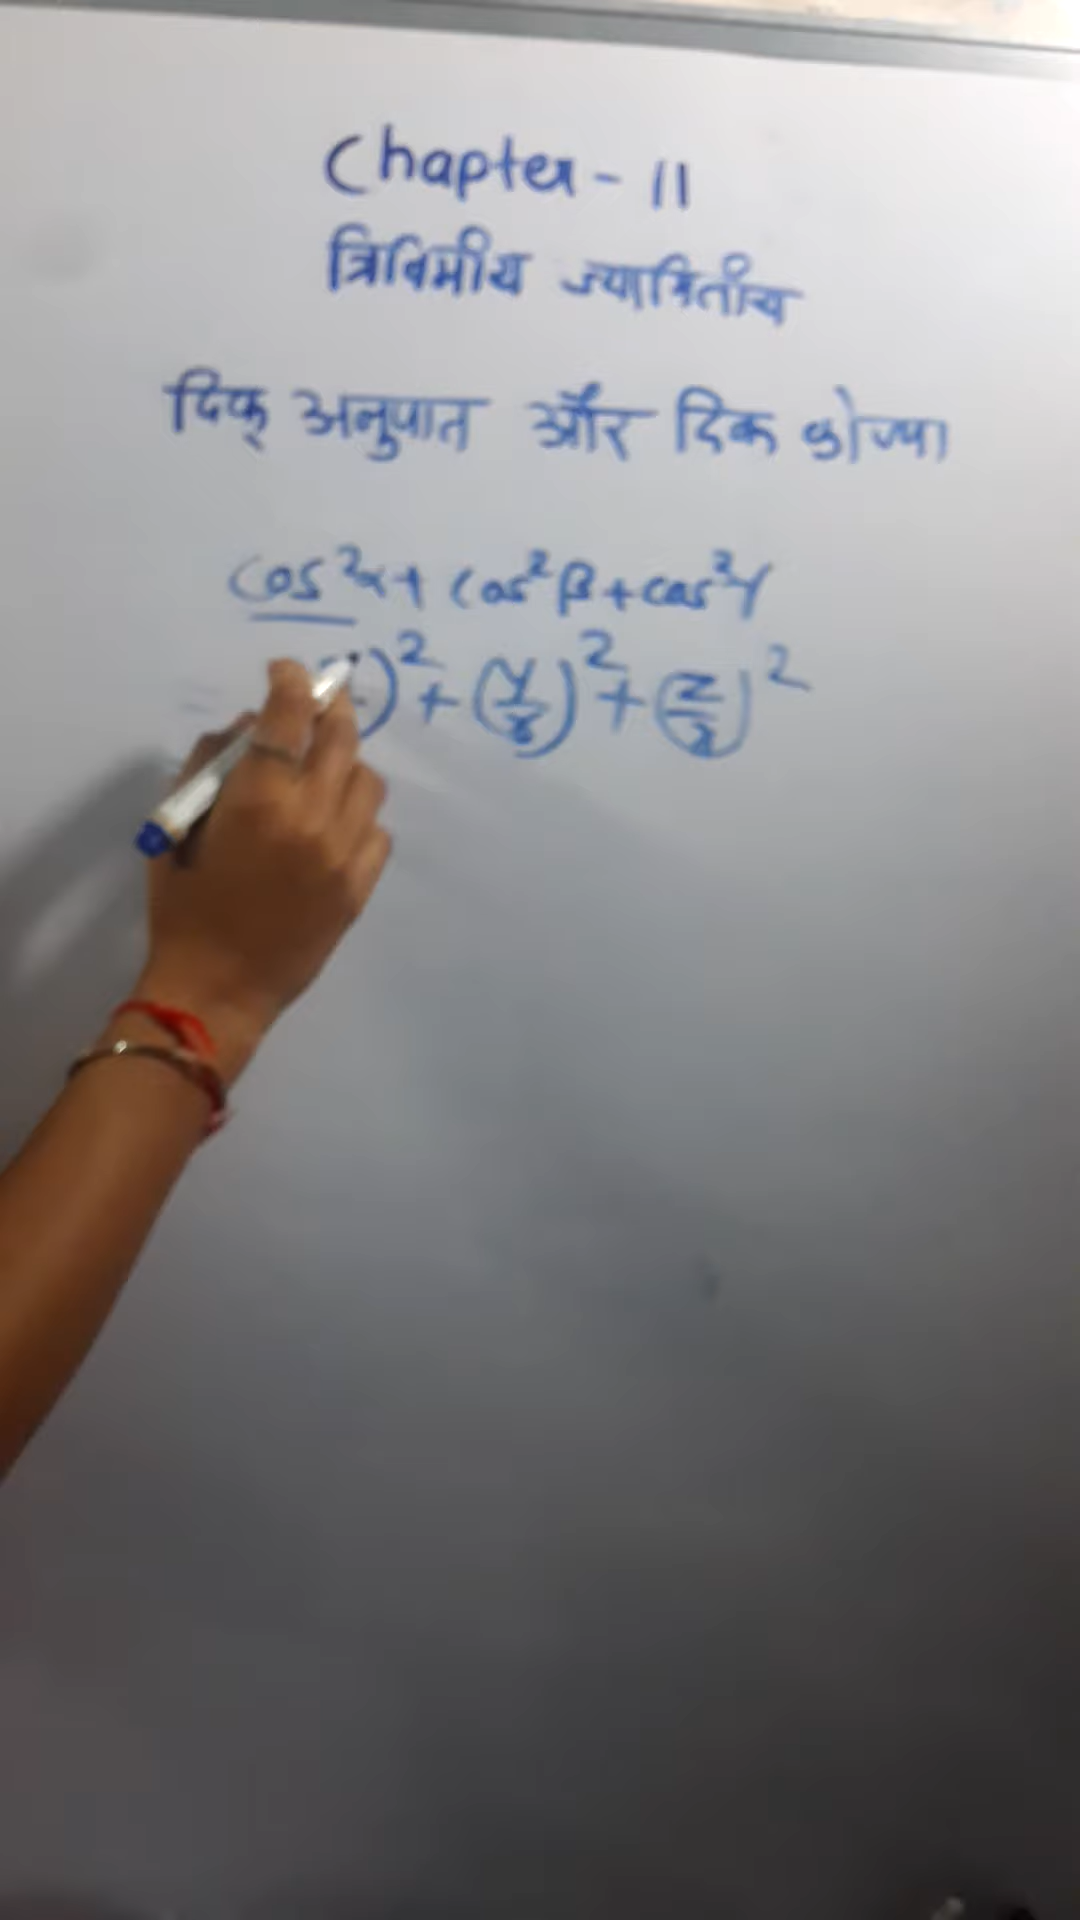 Chapter - 11
त्रिविमीय ज्यामितीय
दिक् अनुपात और दिक कोज्या
cos²α + cos²β + cos²γ
)² + (y/r)² + (z/r)²